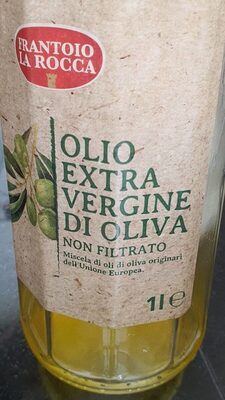 FRANTOIO
LA ROCCA
OLIO
EXTRA
VERGINE
DI OLIVA
NON FILTRATO
Miscela di oli di oliva originari
dell'Unione Europea.
1l ℮